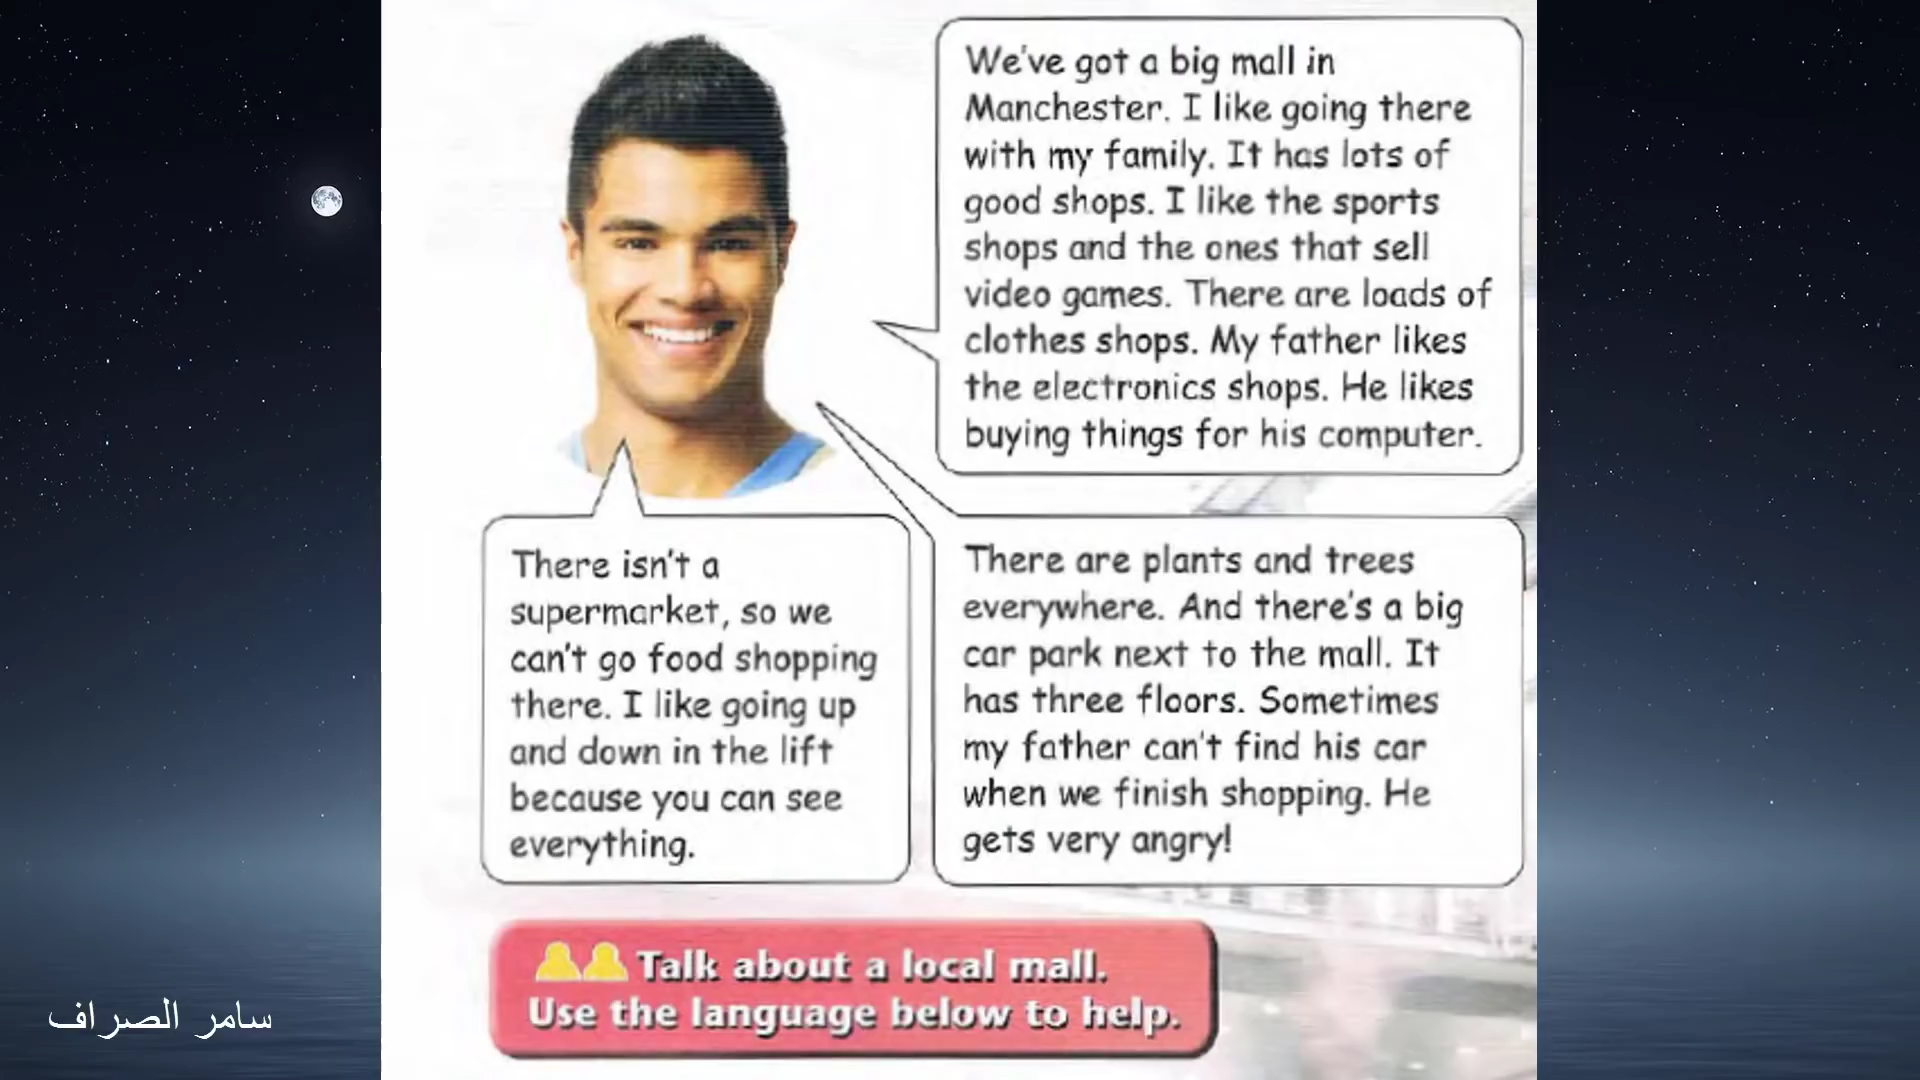 We've got a big mall in
Manchester. I like going there
with my family. It has lots of
good shops. I like the sports
shops and the ones that sell
video games. There are loads of
clothes shops. My father likes
the electronics shops. He likes
buying things for his computer.
There isn't a
supermarket, so we
can't go food shopping
there. I like going up
and down in the lift
because you can see
everything.
There are plants and trees
everywhere. And there's a big
car park next to the mall. It
has three floors. Sometimes
my father can't find his car
when we finish shopping. He
gets very angry!
Talk about a local mall.
Use the language below to help.
سامر الصراف